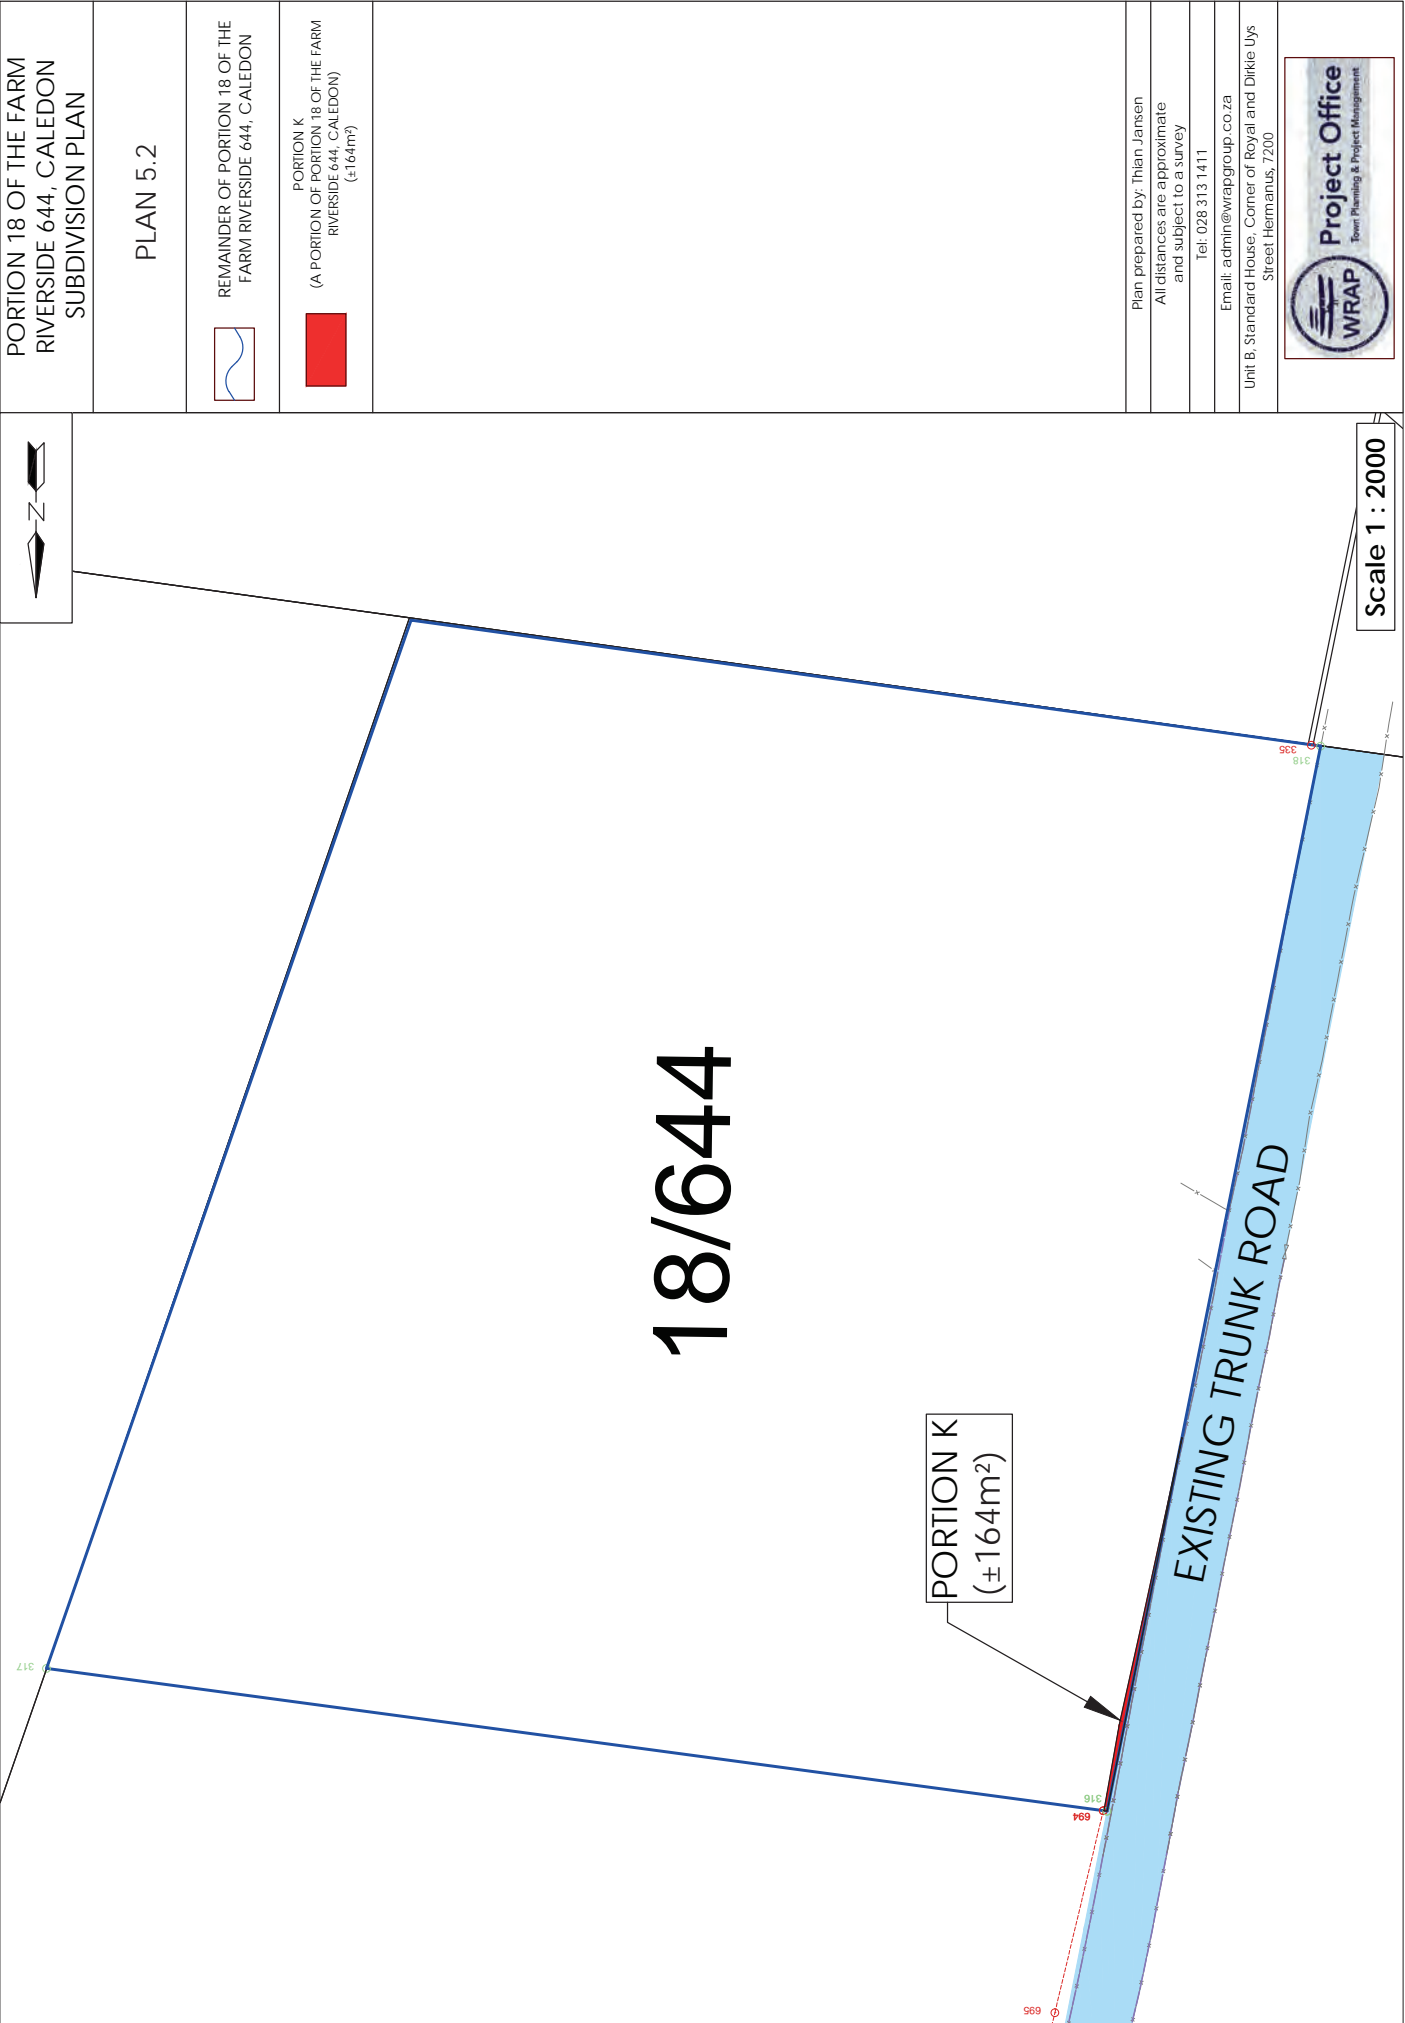 PORTION 18 OF THE FARM
RIVERSIDE 644, CALEDON
SUBDIVISION PLAN
PLAN 5.2
REMAINDER OF PORTION 18 OF THE
FARM RIVERSIDE 644, CALEDON
PORTION K
(A PORTION OF PORTION 18 OF THE FARM
RIVERSIDE 644, CALEDON)
(±164m²)
Plan prepared by: Thian Jansen
All distances are approximate
and subject to a survey
Tel: 028 313 1411
Email: admin@wrapgroup.co.za
Unit B, Standard House, Corner of Royal and Dirkie Uys
Street Hermanus, 7200
WRAP
Project Office
Town Planning & Project Management
N
Scale 1 : 2000
18/644
PORTION K
(±164m²)
EXISTING TRUNK ROAD
317
335
318
316
694
695